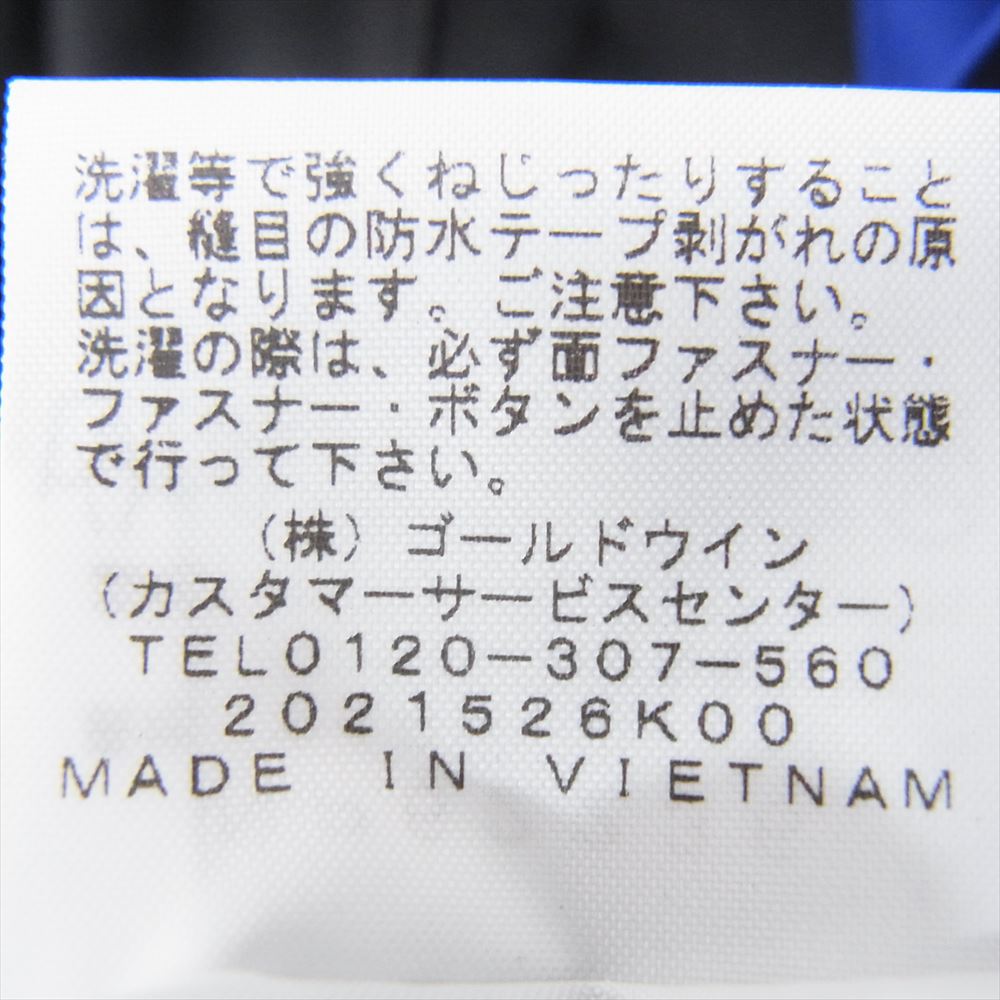 洗濯等で強くねじったりすること
は、縫目の防水テープ剥がれの原
因となります。ご注意下さい。
洗濯の際は、必ず面ファスナー・
ファスナー・ボタンを止めた状態
で行って下さい。
(株)ゴールドウイン
(カスタマーサービスセンター)
TEL0120-307-560
2021526K00
MADE IN VIETNAM